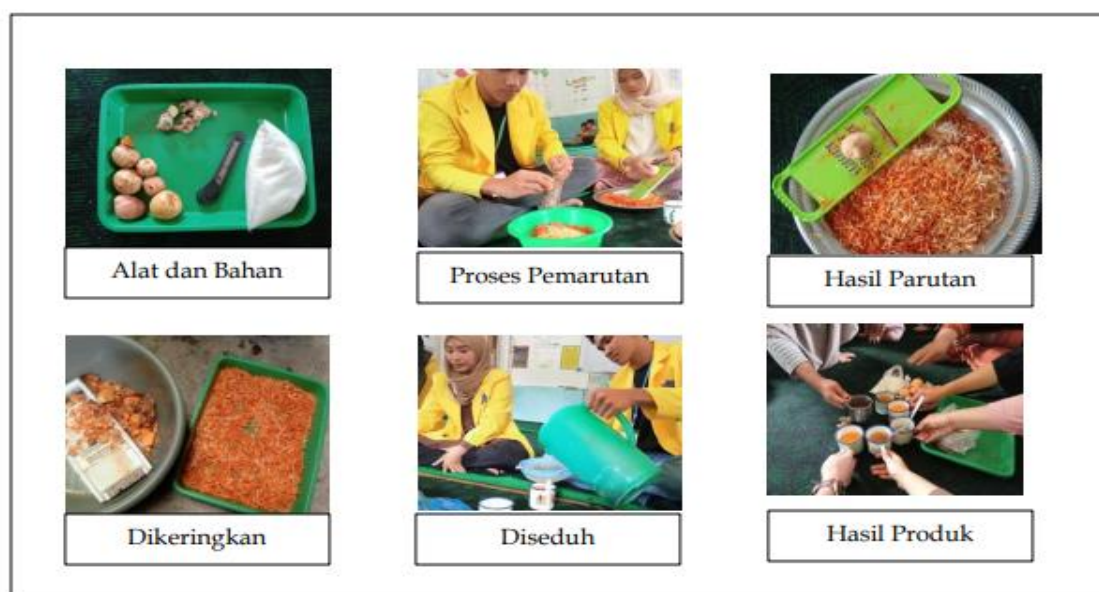 Alat dan Bahan
Proses Pemarutan
Hasil Parutan
Dikeringkan
Diseduh
Hasil Produk